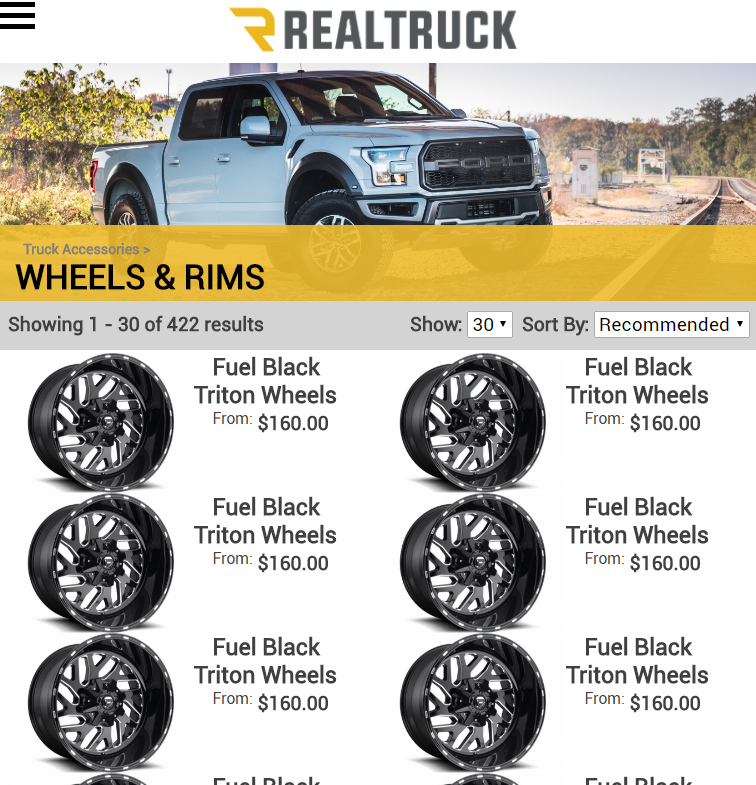 REALTRUCK
Truck Accessories >
WHEELS & RIMS
Showing 1 - 30 of 422 results
Show: 30
Sort By: Recommended
Fuel Black
Triton Wheels
From: $160.00
Fuel Black
Triton Wheels
From: $160.00
Fuel Black
Triton Wheels
From: $160.00
Fuel Black
Triton Wheels
From: $160.00
Fuel Black
Triton Wheels
From: $160.00
Fuel Black
Triton Wheels
From: $160.00
Fuel Black
Fuel Black